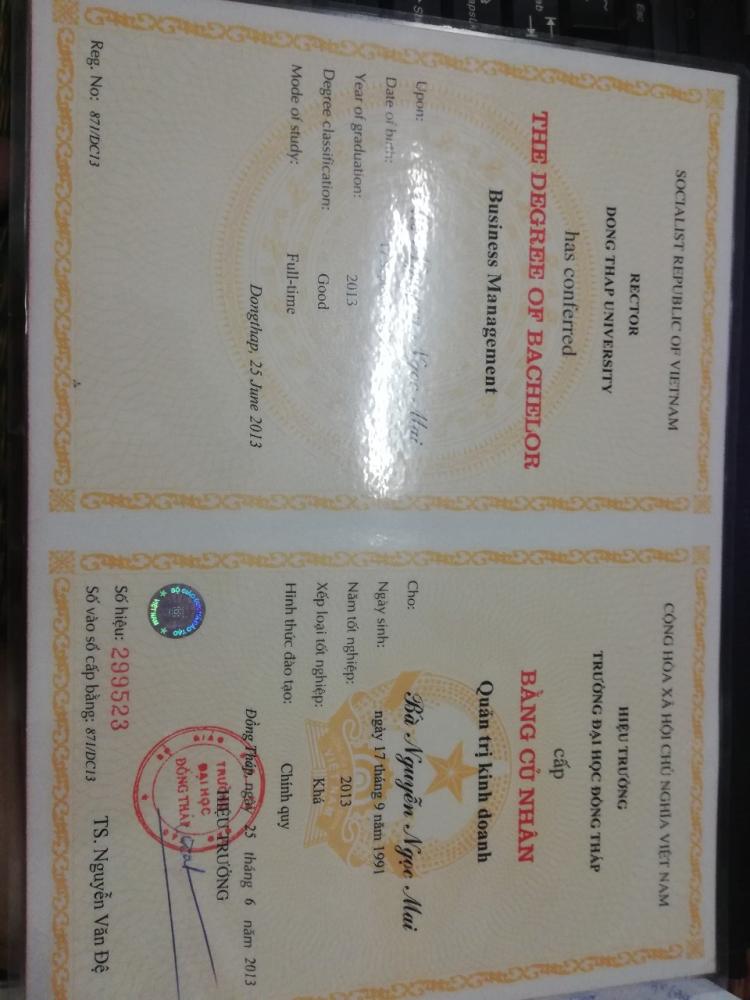 SOCIALIST REPUBLIC OF VIETNAM
RECTOR
DONG THAP UNIVERSITY
has conferred
THE DEGREE OF BACHELOR
Business Management
Upon: Ngoc Mai
Date of birth:
Year of graduation: 2013
Degree classification: Good
Mode of study: Full-time
Dongthap, 25 June 2013
Reg. No: 871/DC13
CỘNG HÒA XÃ HỘI CHỦ NGHĨA VIỆT NAM
HIỆU TRƯỞNG
TRƯỜNG ĐẠI HỌC ĐỒNG THÁP
cấp
BẰNG CỬ NHÂN
Quản trị kinh doanh
Cho: Bà Nguyễn Ngọc Mai
Ngày sinh: ngày 17 tháng 9 năm 1991
Năm tốt nghiệp: 2013
Xếp loại tốt nghiệp: Khá
Hình thức đào tạo: Chính quy
Đồng Tháp, ngày 25 tháng 6 năm 2013
HIỆU TRƯỞNG
TRƯỜNG
ĐẠI HỌC
ĐỒNG THÁP
Số hiệu: 299523
Số vào sổ cấp bằng: 871/DC13
TS. Nguyễn Văn Đệ